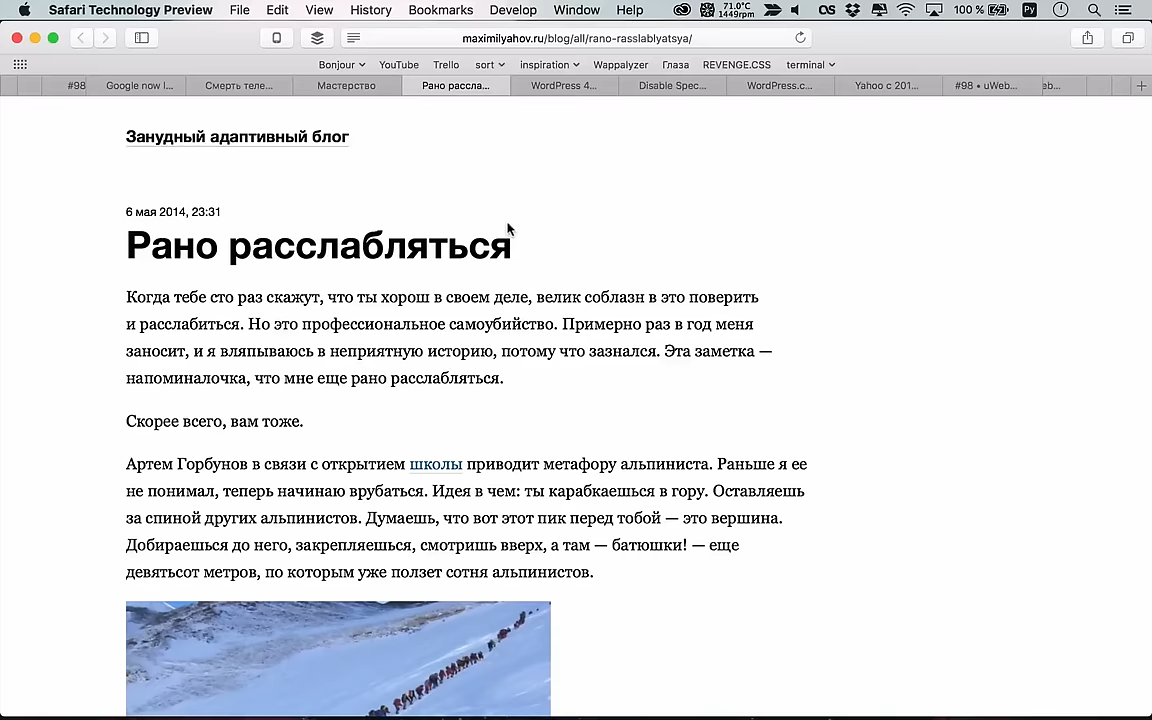 Safari Technology Preview File Edit View History Bookmarks Develop Window Help 71.0°C 1449rpm OS 100 % Py
maximilyahov.ru/blog/all/rano-rasslablyatsya/
Bonjour YouTube Trello sort inspiration Wappalyzer Глаза REVENGE.CSS terminal
#98 Google now l... Смерть теле... Мастерство Рано рассла... WordPress 4... Disable Spec... WordPress.c... Yahoo с 201... #98 • uWeb... eb...
Занудный адаптивный блог
6 мая 2014, 23:31
Рано расслабляться
Когда тебе сто раз скажут, что ты хорош в своем деле, велик соблазн в это поверить
и расслабиться. Но это профессиональное самоубийство. Примерно раз в год меня
заносит, и я вляпываюсь в неприятную историю, потому что зазнался. Эта заметка —
напоминалочка, что мне еще рано расслабляться.
Скорее всего, вам тоже.
Артем Горбунов в связи с открытием школы приводит метафору альпиниста. Раньше я ее
не понимал, теперь начинаю врубаться. Идея в чем: ты карабкаешься в гору. Оставляешь
за спиной других альпинистов. Думаешь, что вот этот пик перед тобой — это вершина.
Добираешься до него, закрепляешься, смотришь вверх, а там — батюшки! — еще
девятьсот метров, по которым уже ползет сотня альпинистов.